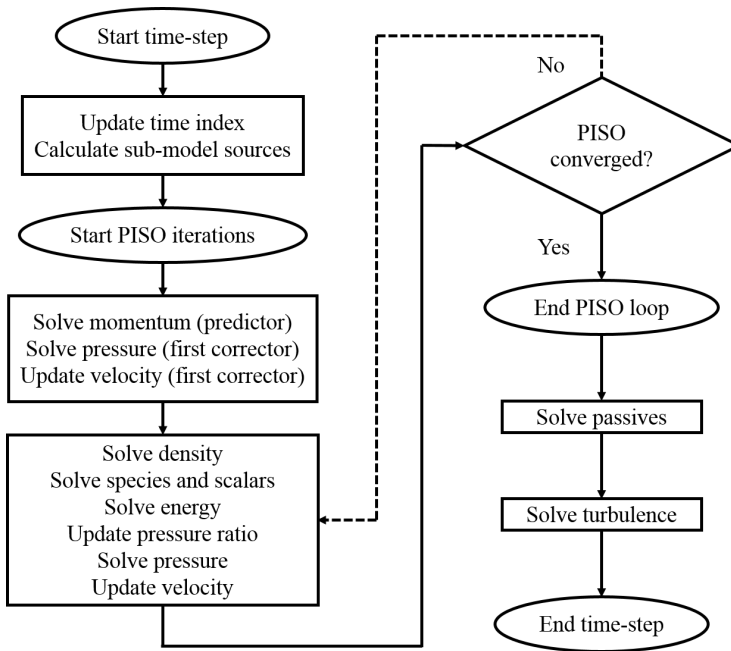 Start time-step
Update time index
Calculate sub-model sources
Start PISO iterations
Solve momentum (predictor)
Solve pressure (first corrector)
Update velocity (first corrector)
Solve density
Solve species and scalars
Solve energy
Update pressure ratio
Solve pressure
Update velocity
No
PISO
converged?
Yes
End PISO loop
Solve passives
Solve turbulence
End time-step